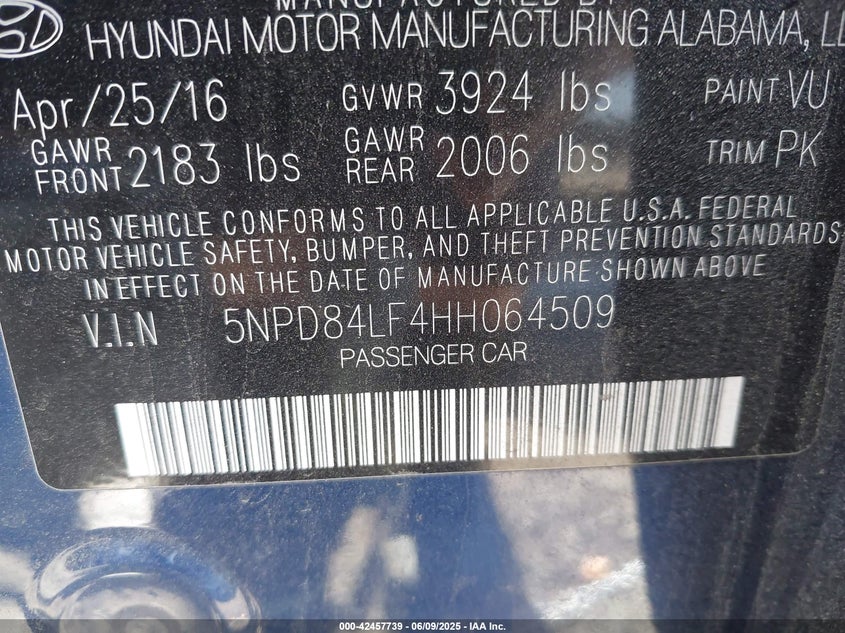 MANUFACTURED BY
HYUNDAI MOTOR MANUFACTURING ALABAMA,
Apr/25/16 GVWR 3924 lbs PAINT VU
GAWR FRONT 2183 lbs GAWR REAR 2006 lbs TRIM PK
THIS VEHICLE CONFORMS TO ALL APPLICABLE U.S.A. FEDERAL
MOTOR VEHICLE SAFETY, BUMPER, AND THEFT PREVENTION STANDARDS
IN EFFECT ON THE DATE OF MANUFACTURE SHOWN ABOVE
V.I.N 5NPD84LF4HH064509
PASSENGER CAR
000-42457739 - 06/09/2025 - IAA Inc.